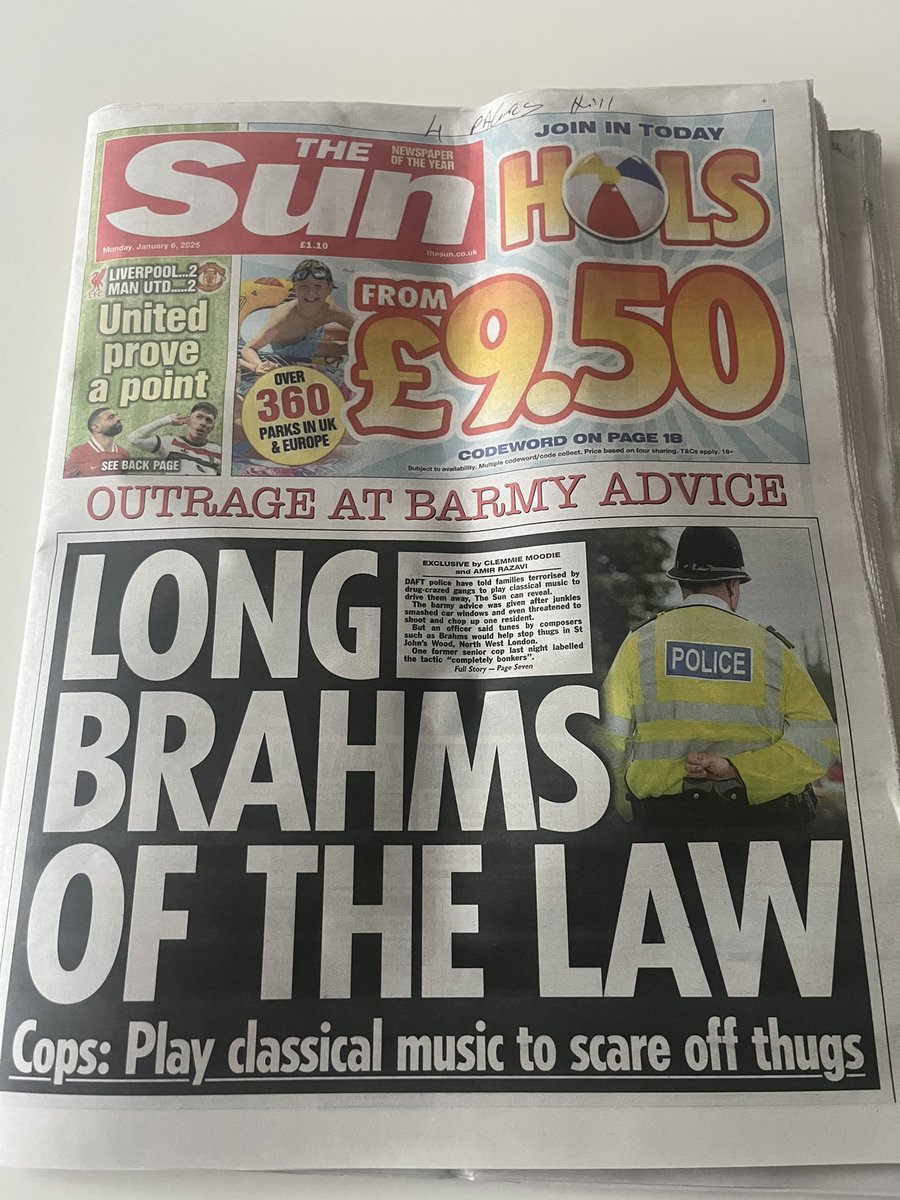 4 PALMES Hill
THE
Sun
NEWSPAPER
OF THE YEAR
Monday, January 6, 2025
£1.10
thesun.co.uk
JOIN IN TODAY
HOLS
FROM
£9.50
OVER
360
PARKS IN UK
& EUROPE
CODEWORD ON PAGE 18
Subject to availability. Multiple codeword/code collect. Price based on four sharing. T&Cs apply. 18+
LFC
LIVERPOOL...2
MAN UTD.....2
United
prove
a point
SEE BACK PAGE
OUTRAGE AT BARMY ADVICE
LONG
BRAHMS
OF THE LAW
EXCLUSIVE by CLEMMIE MOODIE
and AMIR RAZAVI
DAFT police have told families terrorised by
drug-crazed gangs to play classical music to
drive them away, The Sun can reveal.
The barmy advice was given after junkies
smashed car windows and even threatened to
shoot and chop up one resident.
But an officer said tunes by composers
such as Brahms would help stop thugs in St
John's Wood, North West London.
One former senior cop last night labelled
the tactic "completely bonkers".
Full Story — Page Seven
POLICE
Cops: Play classical music to scare off thugs